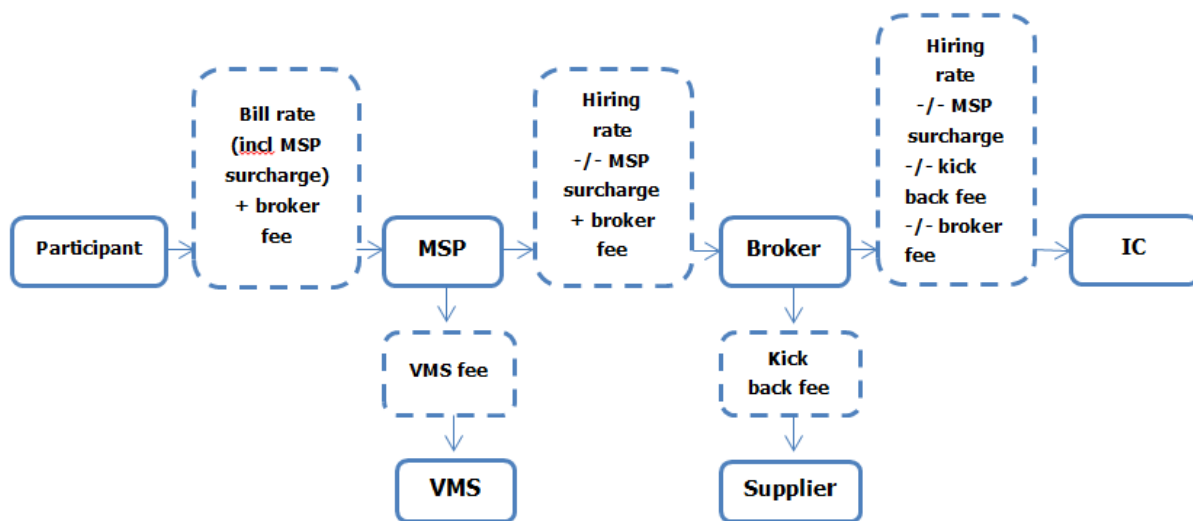 Participant
Bill rate
(incl MSP
surcharge)
+ broker
fee
MSP
Hiring
rate
-/- MSP
surcharge
+ broker
fee
Broker
Hiring
rate
-/- MSP
surcharge
-/- kick
back fee
-/- broker
fee
IC
VMS fee
Kick
back fee
VMS
Supplier